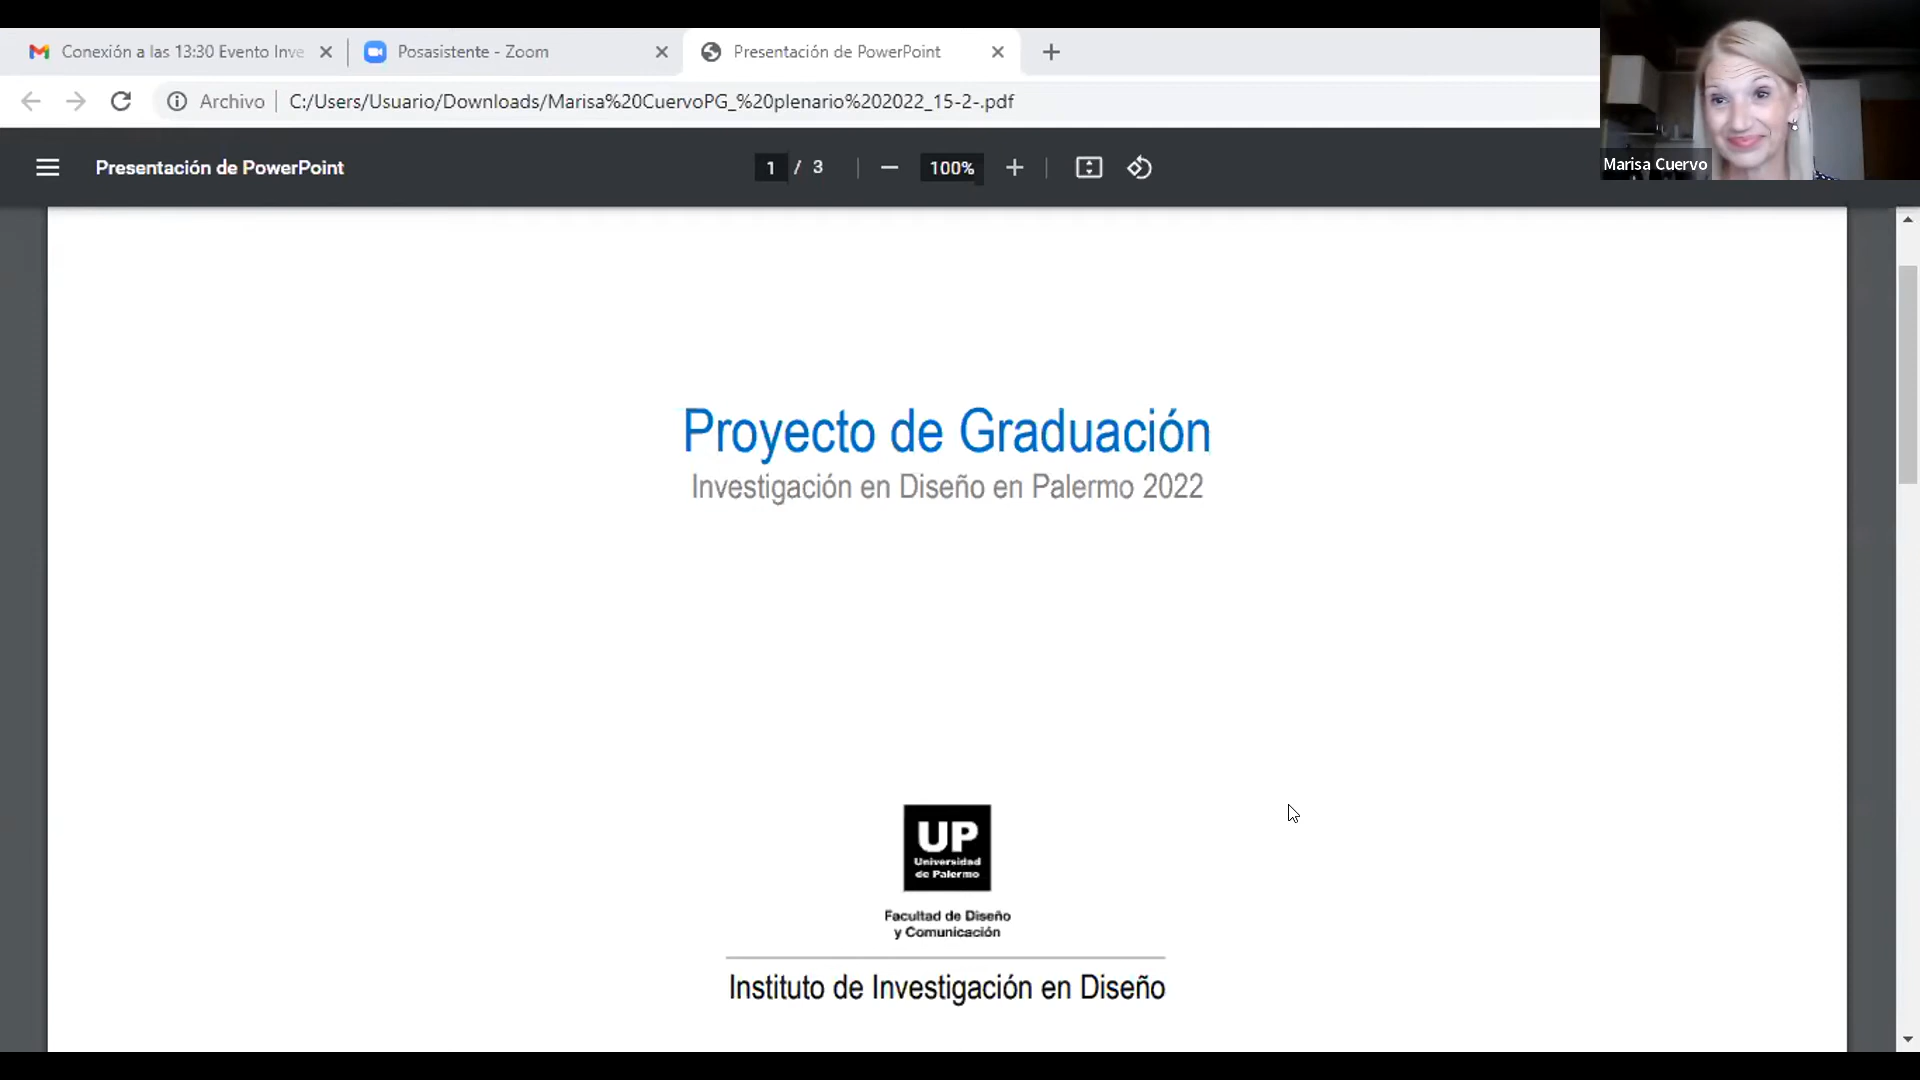 Conexión a las 13:30 Evento Inve
Posasistente - Zoom
Presentación de PowerPoint
Archivo
C:/Users/Usuario/Downloads/Marisa%20CuervoPG_%20plenario%202022_15-2-.pdf
Presentación de PowerPoint
1 / 3
100%
Marisa Cuervo
Proyecto de Graduación
Investigación en Diseño en Palermo 2022
UP
Universidad
de Palermo
Facultad de Diseño
y Comunicación
Instituto de Investigación en Diseño